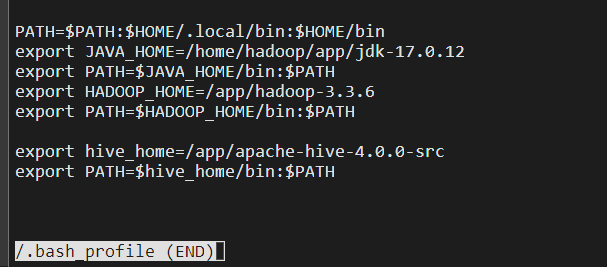 PATH=$PATH:$HOME/.local/bin:$HOME/bin
export JAVA_HOME=/home/hadoop/app/jdk-17.0.12
export PATH=$JAVA_HOME/bin:$PATH
export HADOOP_HOME=/app/hadoop-3.3.6
export PATH=$HADOOP_HOME/bin:$PATH
export hive_home=/app/apache-hive-4.0.0-src
export PATH=$hive_home/bin:$PATH
/.bash_profile (END)